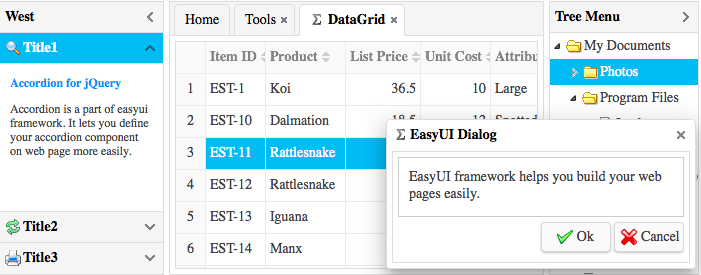 West
Title1
Accordion for jQuery
Accordion is a part of easyui
framework. It lets you define
your accordion component
on web page more easily.
Title2
Title3
Home Tools Σ DataGrid
Item ID Product List Price Unit Cost Attribu
1 EST-1 Koi 36.5 10 Large
2 EST-10 Dalmation 18.5 12 Spotted
3 EST-11 Rattlesnake
4 EST-12 Rattlesnake
5 EST-13 Iguana
6 EST-14 Manx
Σ EasyUI Dialog
EasyUI framework helps you build your web
pages easily.
Ok Cancel
Tree Menu
My Documents
Photos
Program Files